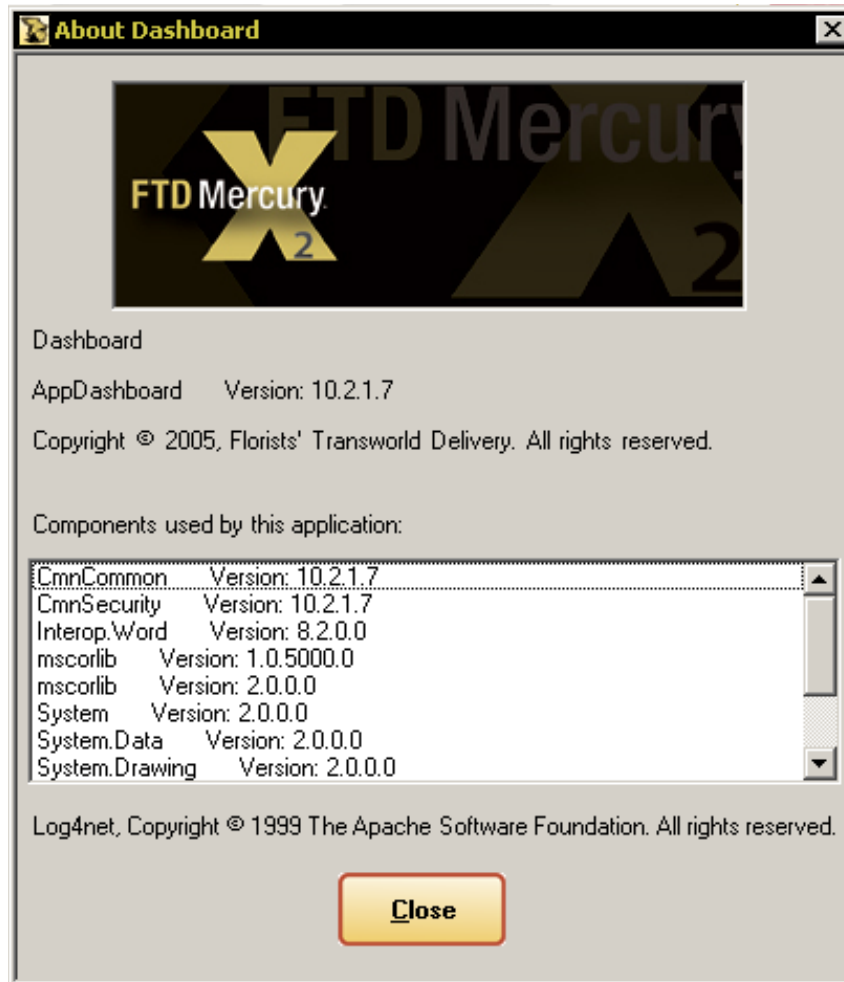 About Dashboard
FTD Mercury
FTD Mercury
X
2
2
Dashboard
AppDashboard Version: 10.2.1.7
Copyright © 2005, Florists' Transworld Delivery. All rights reserved.
Components used by this application:
CmnCommon Version: 10.2.1.7
CmnSecurity Version: 10.2.1.7
Interop.Word Version: 8.2.0.0
mscorlib Version: 1.0.5000.0
mscorlib Version: 2.0.0.0
System Version: 2.0.0.0
System.Data Version: 2.0.0.0
System.Drawing Version: 2.0.0.0
Log4net, Copyright © 1999 The Apache Software Foundation. All rights reserved.
Close